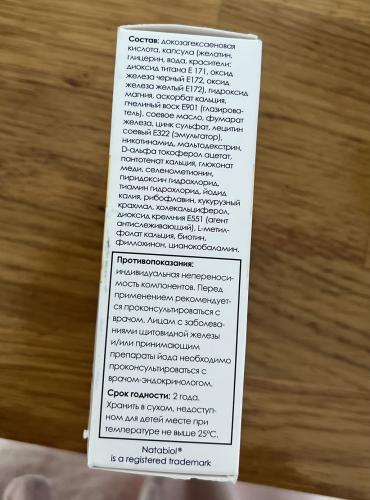 Состав: докозагексаеновая
кислота, капсула (желатин,
глицерин, вода, красители:
диоксид титана Е 171, оксид
железа черный Е172, оксид
железа желтый Е172), гидроксид
магния, аскорбат кальция,
пчелиный воск Е901 (глазирова-
тель), соевое масло, фумарат
железа, цинк сульфат, лецитин
соевый Е322 (эмульгатор),
никотинамид, мальтодекстрин,
D-альфа токоферол ацетат,
пантотенат кальция, глюконат
меди, селенометионин,
пиридоксин гидрохлорид,
тиамин гидрохлорид, йодид
калия, рибофлавин, кукурузный
крахмал, холекальциферол,
диоксид кремния Е551 (агент
антислеживающий), L-метил-
фолат кальция, биотин,
филлохинон, цианокобаламин.
Противопоказания:
индивидуальная непереноси-
мость компонентов. Перед
применением рекомендует-
ся проконсультироваться с
врачом. Лицам с заболева-
ниями щитовидной железы
и/или принимающим
препараты йода необходимо
проконсультироваться с
врачом-эндокринологом.
Срок годности: 2 года.
Хранить в сухом, недоступ-
ном для детей месте при
температуре не выше 25°С.
Natabiol®
is a registered trademark